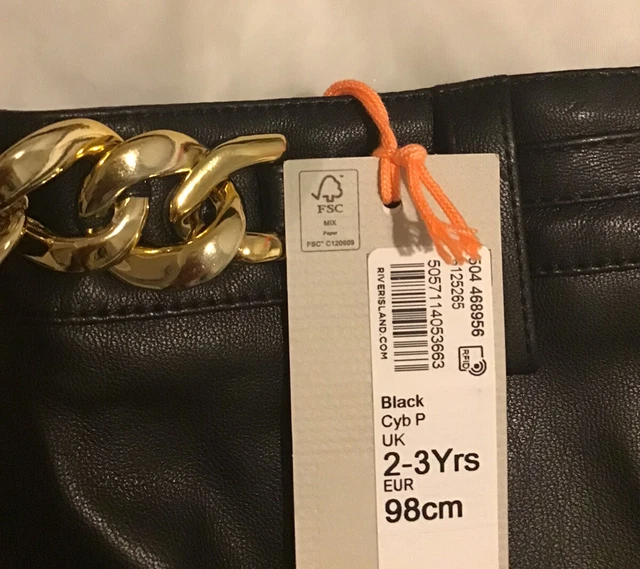 FSC
MIX
Paper
FSC® C120609
504 468956
125265
5057114053663
RIVERISLAND.COM
RFID
Black
Cyb P
UK
2-3Yrs
EUR
98cm